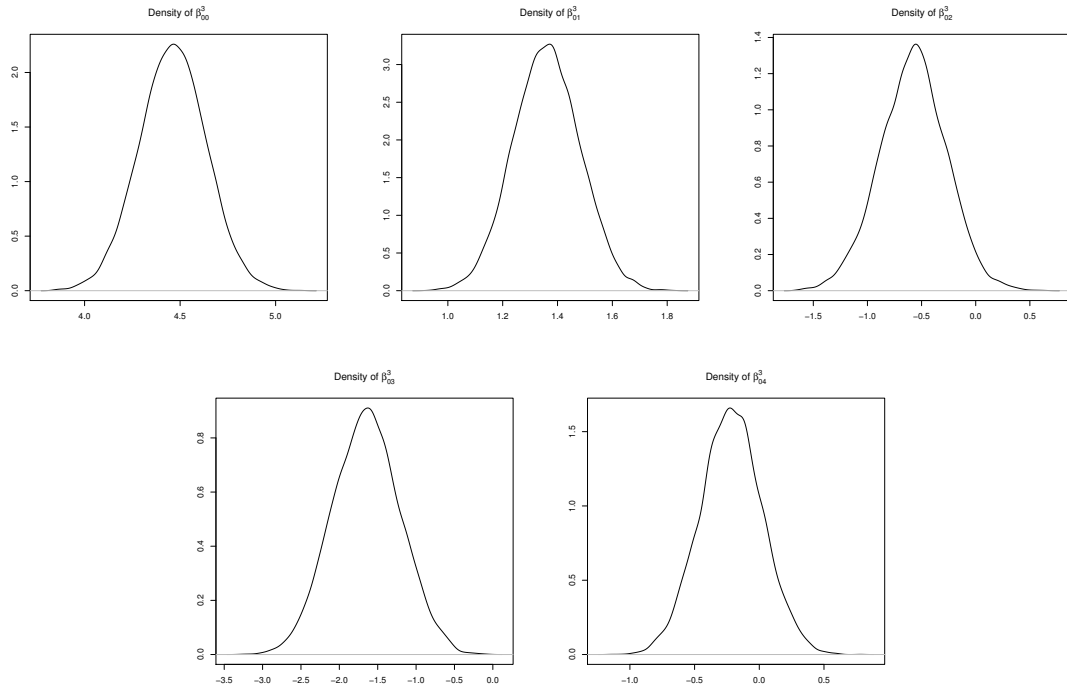 Density of β³₀₀
0.0 0.5 1.0 1.5 2.0
4.0 4.5 5.0
Density of β³₀₁
0.0 0.5 1.0 1.5 2.0 2.5 3.0
1.0 1.2 1.4 1.6 1.8
Density of β³₀₂
0.0 0.2 0.4 0.6 0.8 1.0 1.2 1.4
−1.5 −1.0 −0.5 0.0 0.5
Density of β³₀₃
0.0 0.2 0.4 0.6 0.8
−3.5 −3.0 −2.5 −2.0 −1.5 −1.0 −0.5 0.0
Density of β³₀₄
0.0 0.5 1.0 1.5
−1.0 −0.5 0.0 0.5